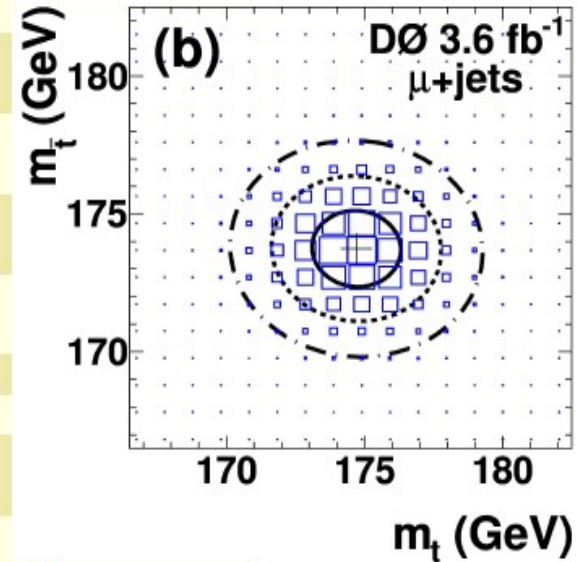 (b) DØ 3.6 fb⁻¹
μ+jets
m_t̄ (GeV)
180
175
170
170 175 180
m_t (GeV)